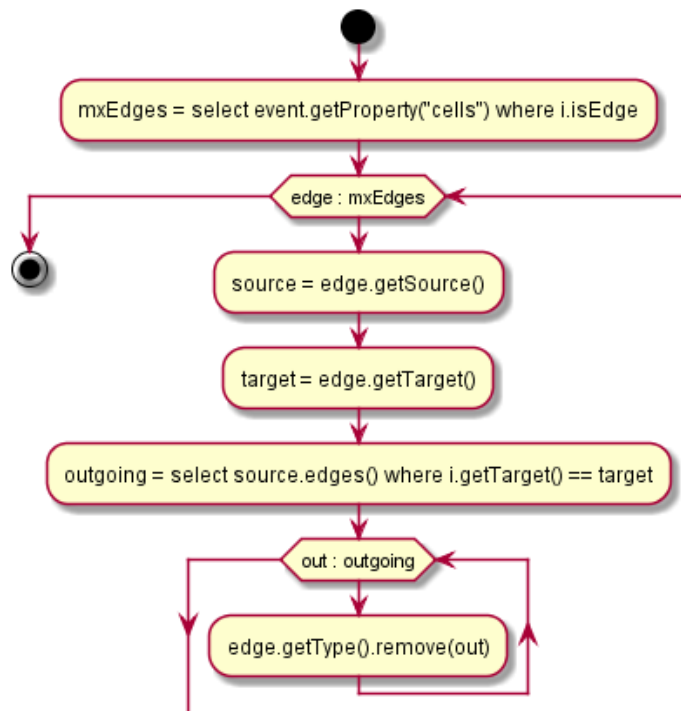 mxEdges = select event.getProperty("cells") where i.isEdge
edge : mxEdges
source = edge.getSource()
target = edge.getTarget()
outgoing = select source.edges() where i.getTarget() == target
out : outgoing
edge.getType().remove(out)